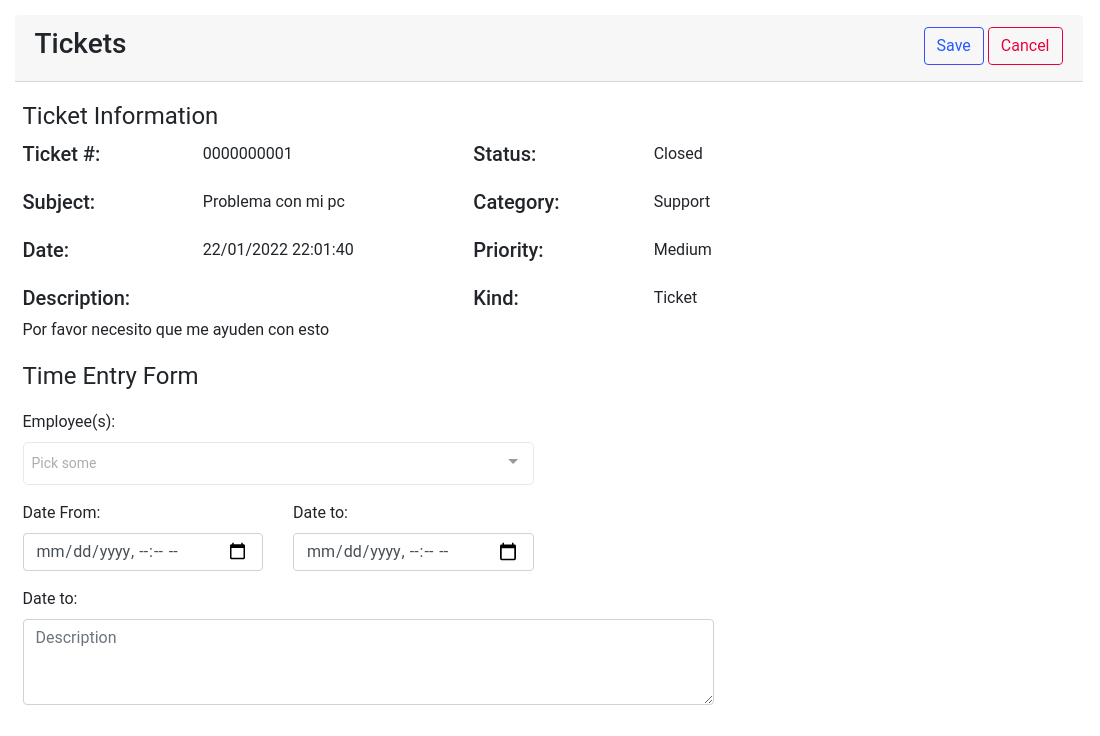 Tickets
Save Cancel
Ticket Information
Ticket #: 0000000001 Status: Closed
Subject: Problema con mi pc Category: Support
Date: 22/01/2022 22:01:40 Priority: Medium
Description: Kind: Ticket
Por favor necesito que me ayuden con esto
Time Entry Form
Employee(s):
Pick some
Date From: Date to:
mm/dd/yyyy, --:-- -- mm/dd/yyyy, --:-- --
Date to:
Description